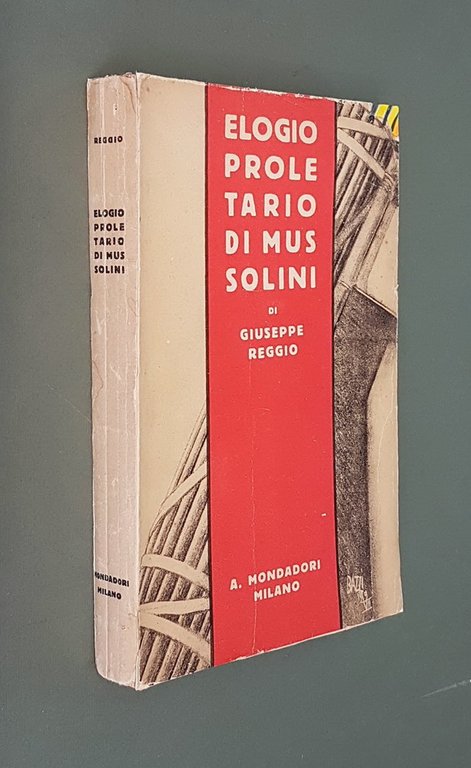 REGGIO
ELOGIO
PROLE
TARIO
DI MUS
SOLINI
MONDADORI
MILANO
ELOGIO
PROLE
TARIO
DI MUS
SOLINI
DI
GIUSEPPE
REGGIO
A. MONDADORI
MILANO